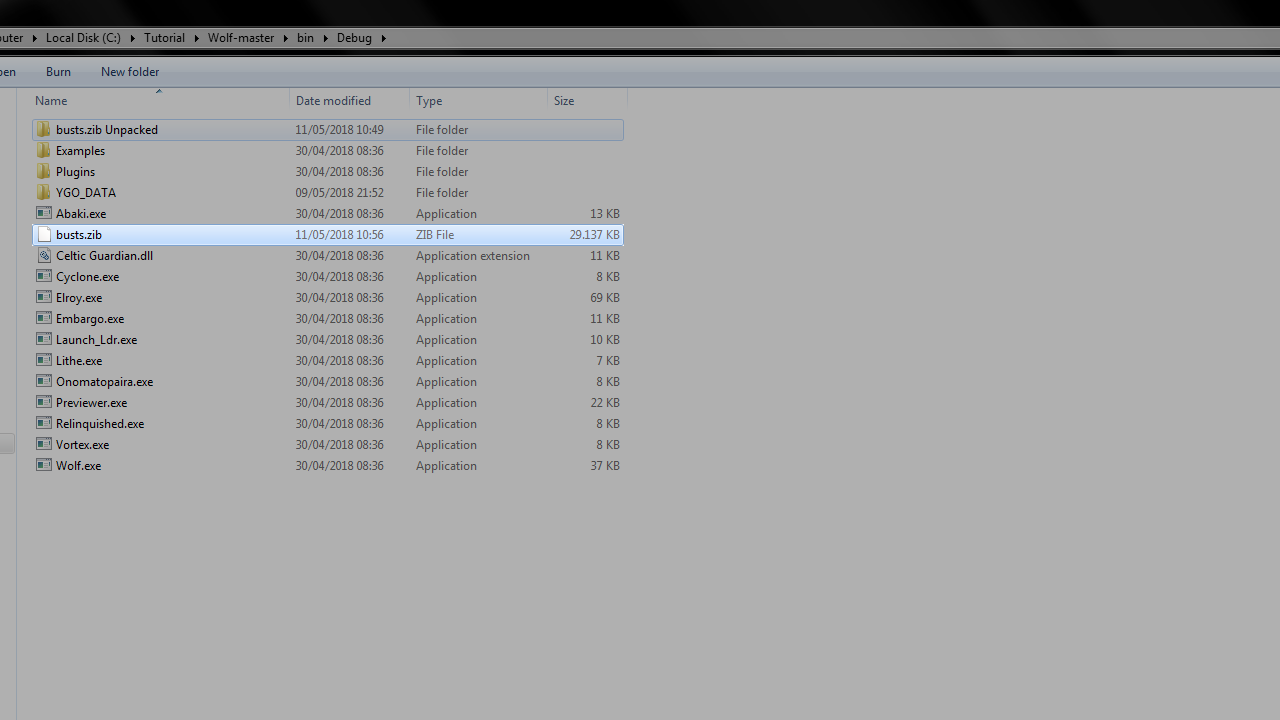 Local Disk (C:) Tutorial Wolf-master bin Debug
Burn New folder
Name Date modified Type Size
busts.zib Unpacked 11/05/2018 10:49 File folder
Examples 30/04/2018 08:36 File folder
Plugins 30/04/2018 08:36 File folder
YGO_DATA 09/05/2018 21:52 File folder
Abaki.exe 30/04/2018 08:36 Application 13 KB
busts.zib 11/05/2018 10:56 ZIB File 29.137 KB
Celtic Guardian.dll 30/04/2018 08:36 Application extension 11 KB
Cyclone.exe 30/04/2018 08:36 Application 8 KB
Elroy.exe 30/04/2018 08:36 Application 69 KB
Embargo.exe 30/04/2018 08:36 Application 11 KB
Launch_Ldr.exe 30/04/2018 08:36 Application 10 KB
Lithe.exe 30/04/2018 08:36 Application 7 KB
Onomatopaira.exe 30/04/2018 08:36 Application 8 KB
Previewer.exe 30/04/2018 08:36 Application 22 KB
Relinquished.exe 30/04/2018 08:36 Application 8 KB
Vortex.exe 30/04/2018 08:36 Application 8 KB
Wolf.exe 30/04/2018 08:36 Application 37 KB